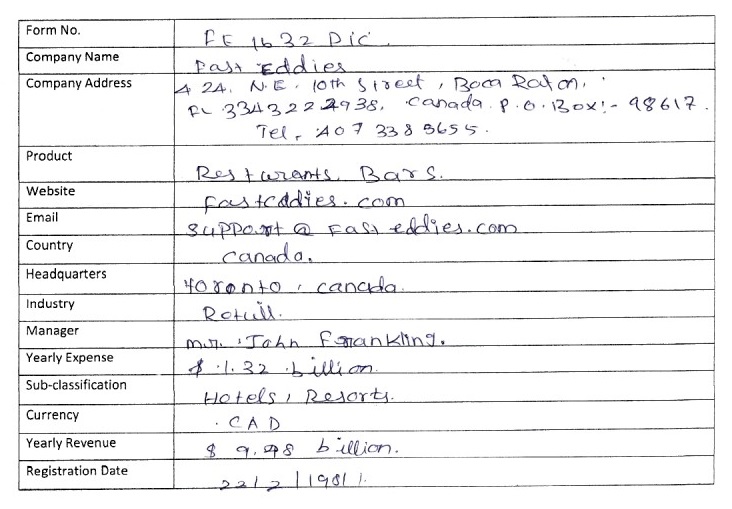 Form No. FE 1632 Dic.
Company Name Fast Eddies
Company Address 424, N.E. 10th Street, Boca Raton,
FL 334322 2938, Canada. P.O.Box:- 98617.
Tel, 407 338 5655.
Product Resturants, Bars.
Website fasteddies.com
Email support@Fasteddies.com
Country Canada.
Headquarters Toronto, Canada.
Industry Retail.
Manager Mr. John Frankling.
Yearly Expense $ 1.32 billion
Sub-classification Hotels, Resorts.
Currency CAD
Yearly Revenue $ 9.98 billion.
Registration Date 22/2/1981